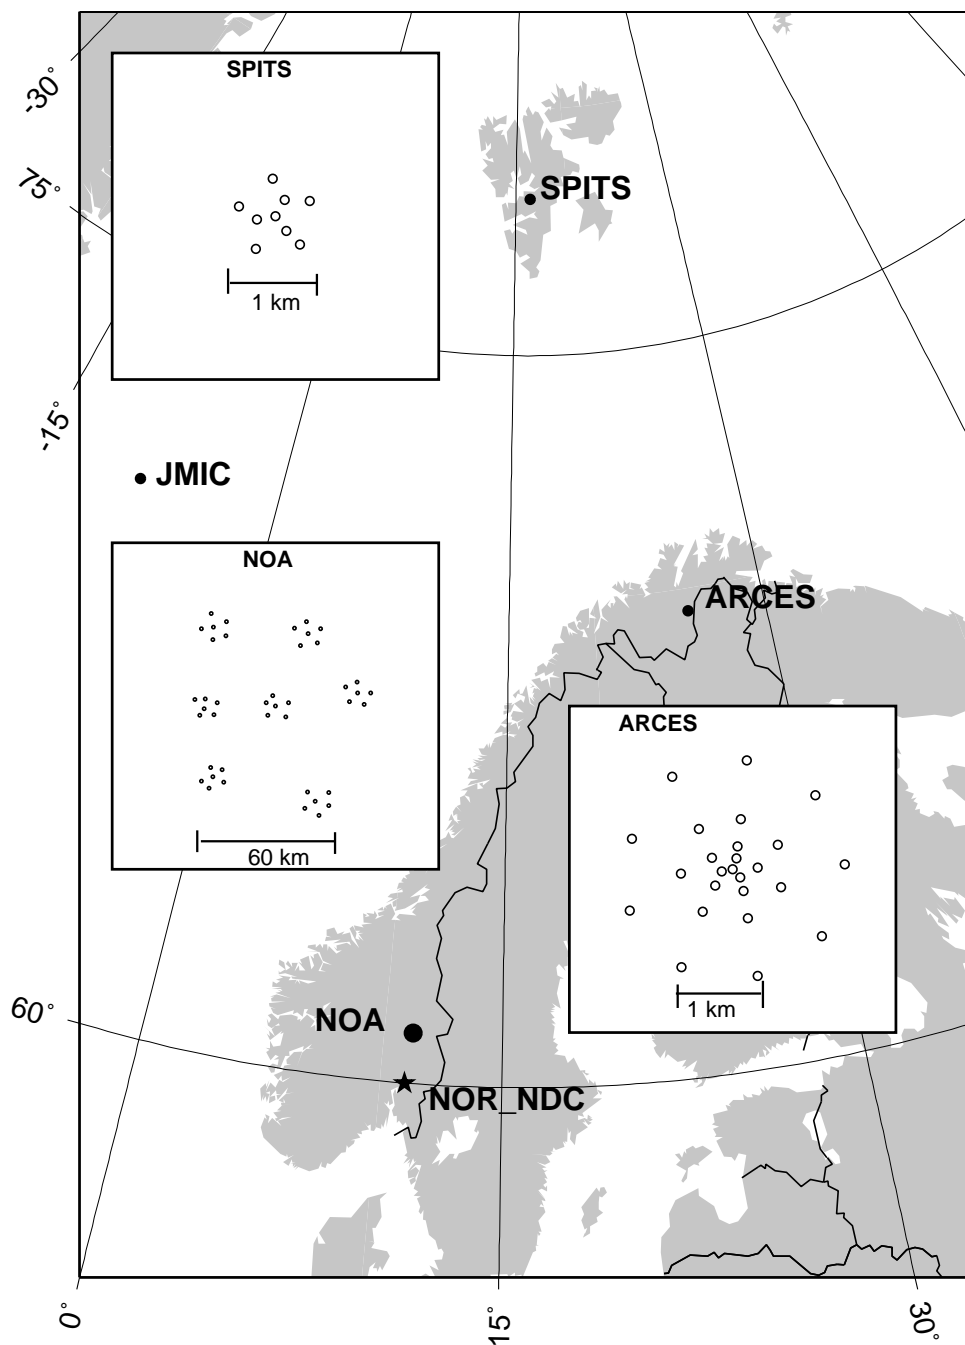 SPITS
1 km
-30°
75°
SPITS
-15°
JMIC
NOA
60 km
ARCES
ARCES
1 km
60°
NOA
NOR_NDC
0°
15°
30°